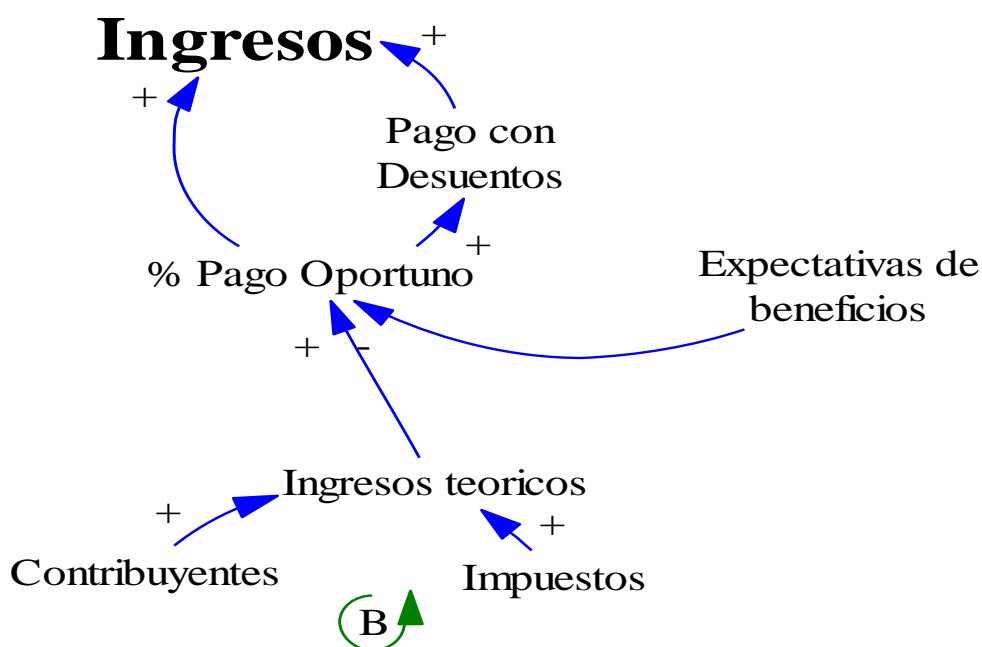 Ingresos
+
+
Pago con
Desuentos
+
% Pago Oportuno
Expectativas de
beneficios
+
-
Ingresos teoricos
+
+
Contribuyentes
Impuestos
B